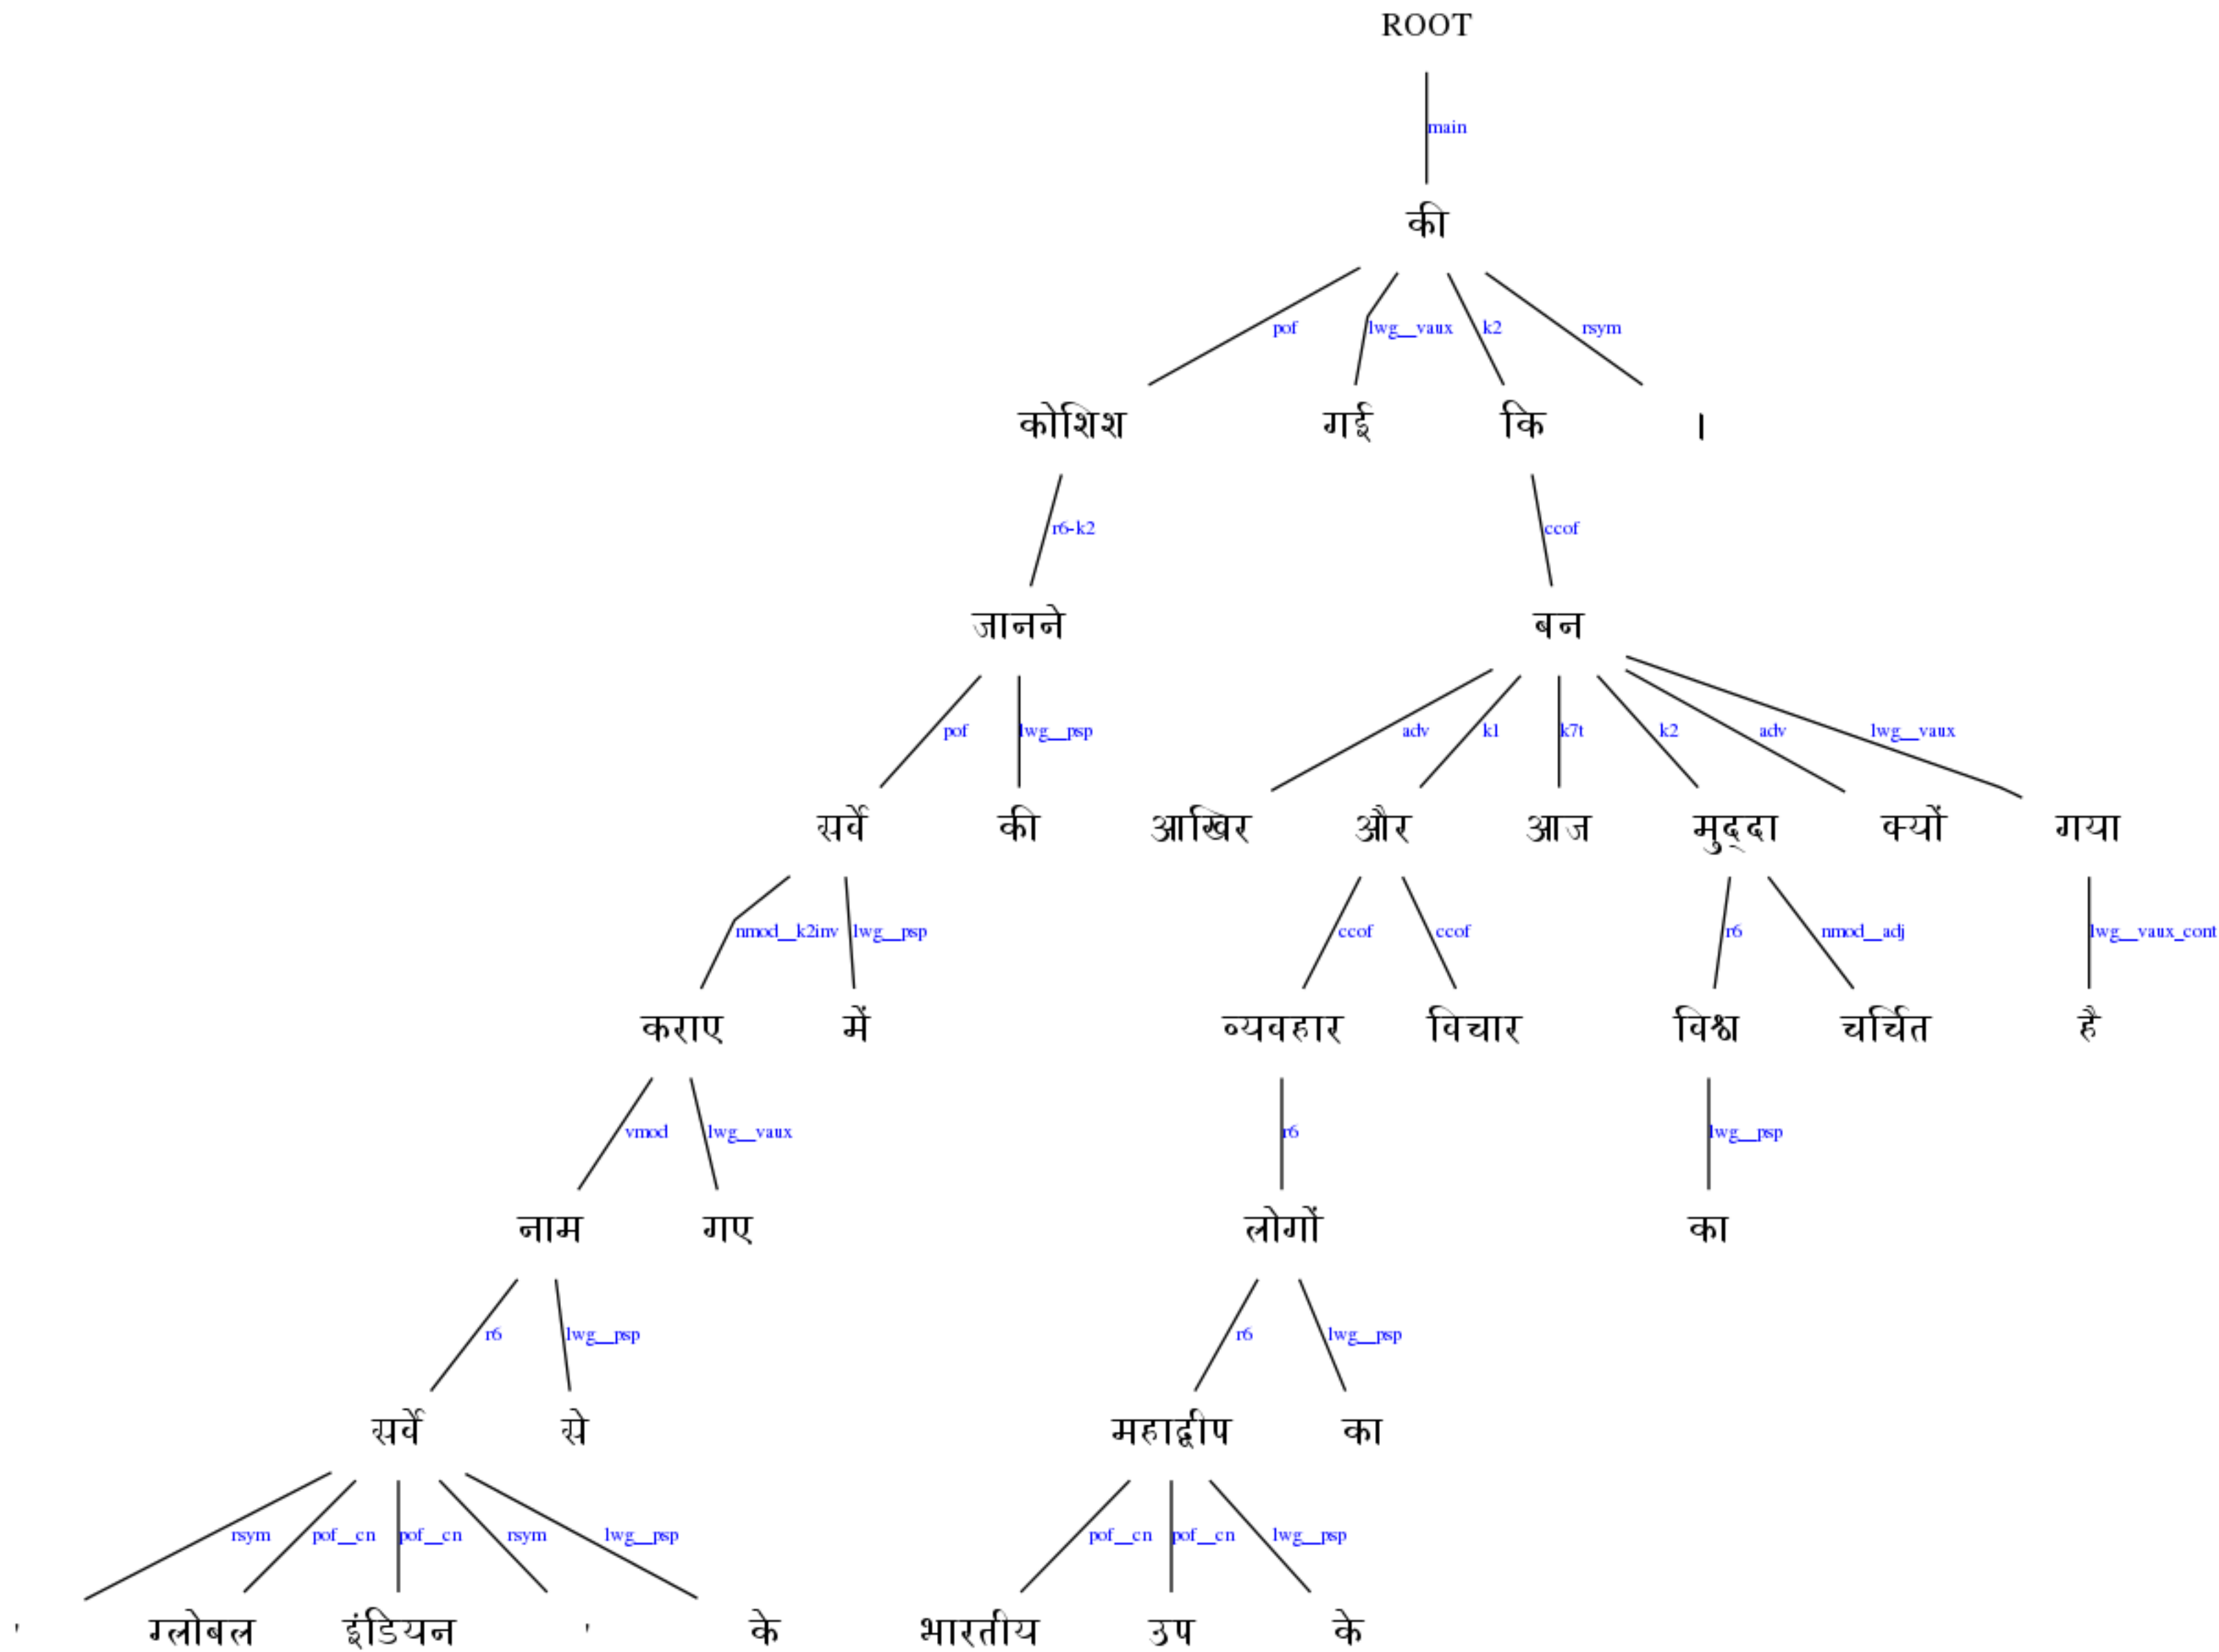 ROOT
main
की
pof lwg__vaux k2 rsym
कोशिश गई कि ।
r6-k2 ccof
जानने बन
pof lwg__psp adv k1 k7t k2 adv lwg__vaux
सर्वे की आखिर और आज मुद्दा क्यों गया
nmod__k2inv lwg__psp ccof ccof r6 nmod__adj lwg__vaux_cont
कराए में व्यवहार विचार विश्व चर्चित है
vmod lwg__vaux r6 lwg__psp
नाम गए लोगों का
r6 lwg__psp r6 lwg__psp
सर्वे से महाद्वीप का
rsym pof__cn pof__cn rsym lwg__psp pof__cn pof__cn lwg__psp
' ग्लोबल इंडियन ' के भारतीय उप के